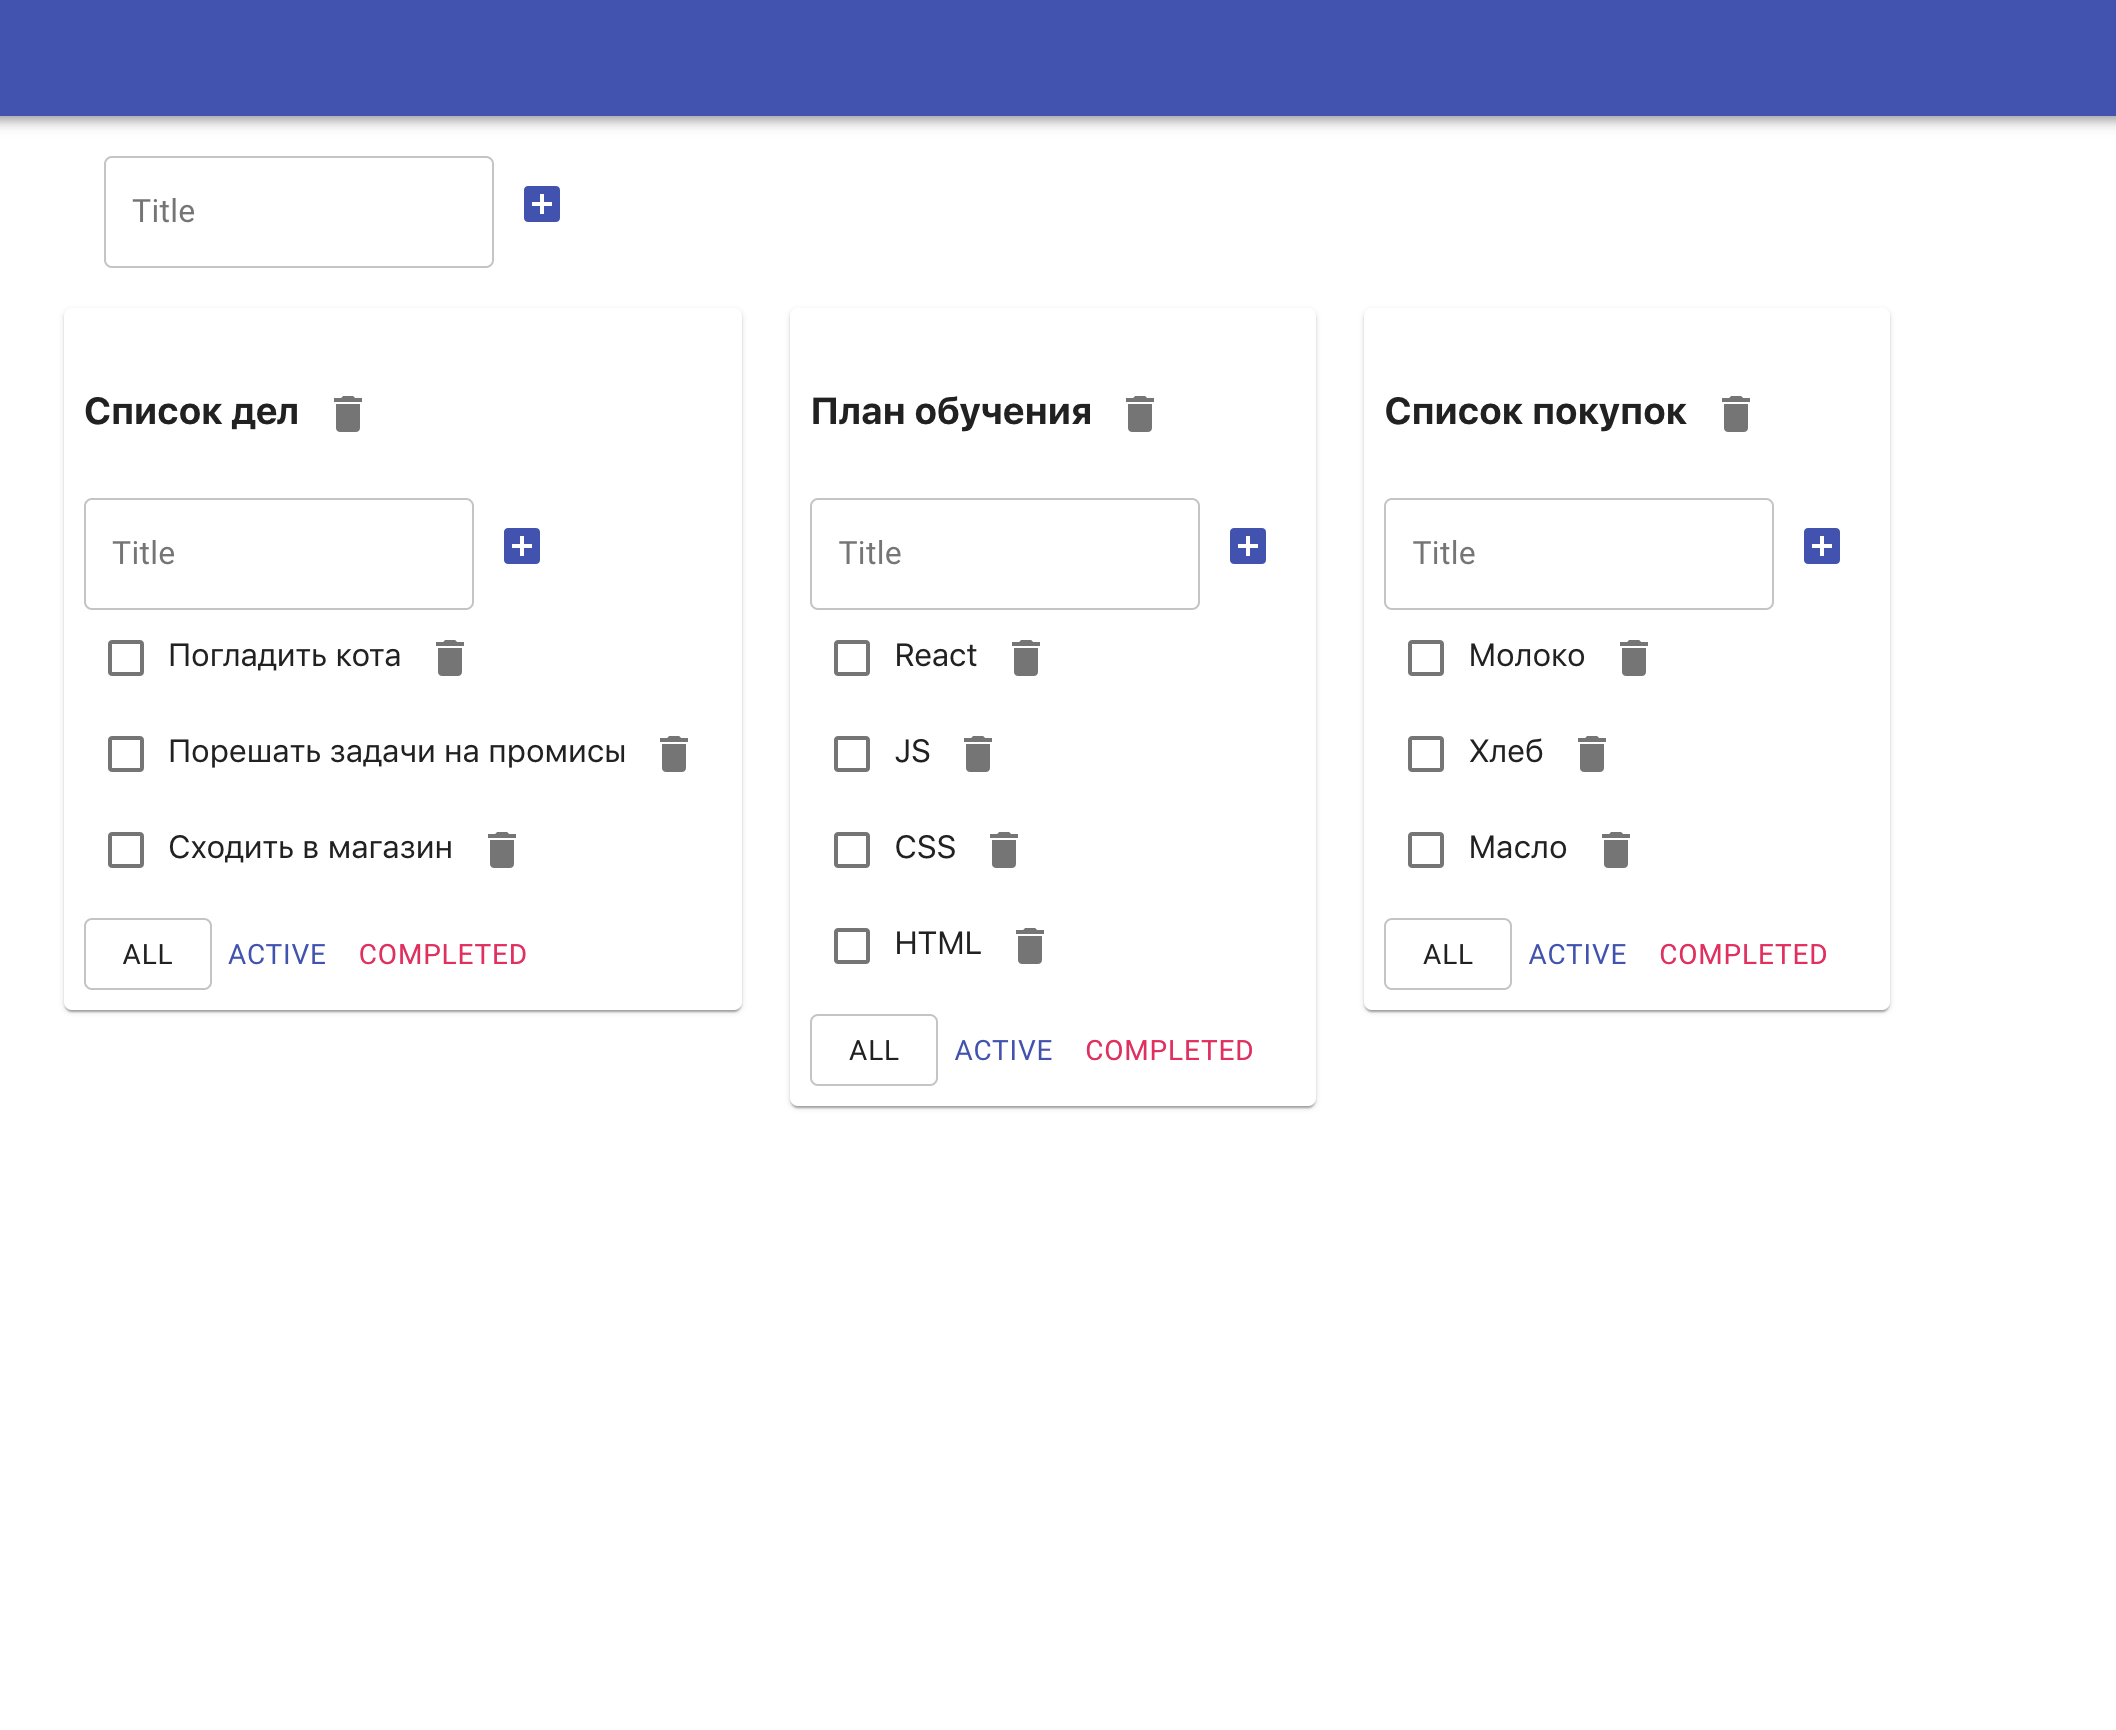 Title
Список дел
Title
Погладить кота
Порешать задачи на промисы
Сходить в магазин
ALL ACTIVE COMPLETED
План обучения
Title
React
JS
CSS
HTML
ALL ACTIVE COMPLETED
Список покупок
Title
Молоко
Хлеб
Масло
ALL ACTIVE COMPLETED